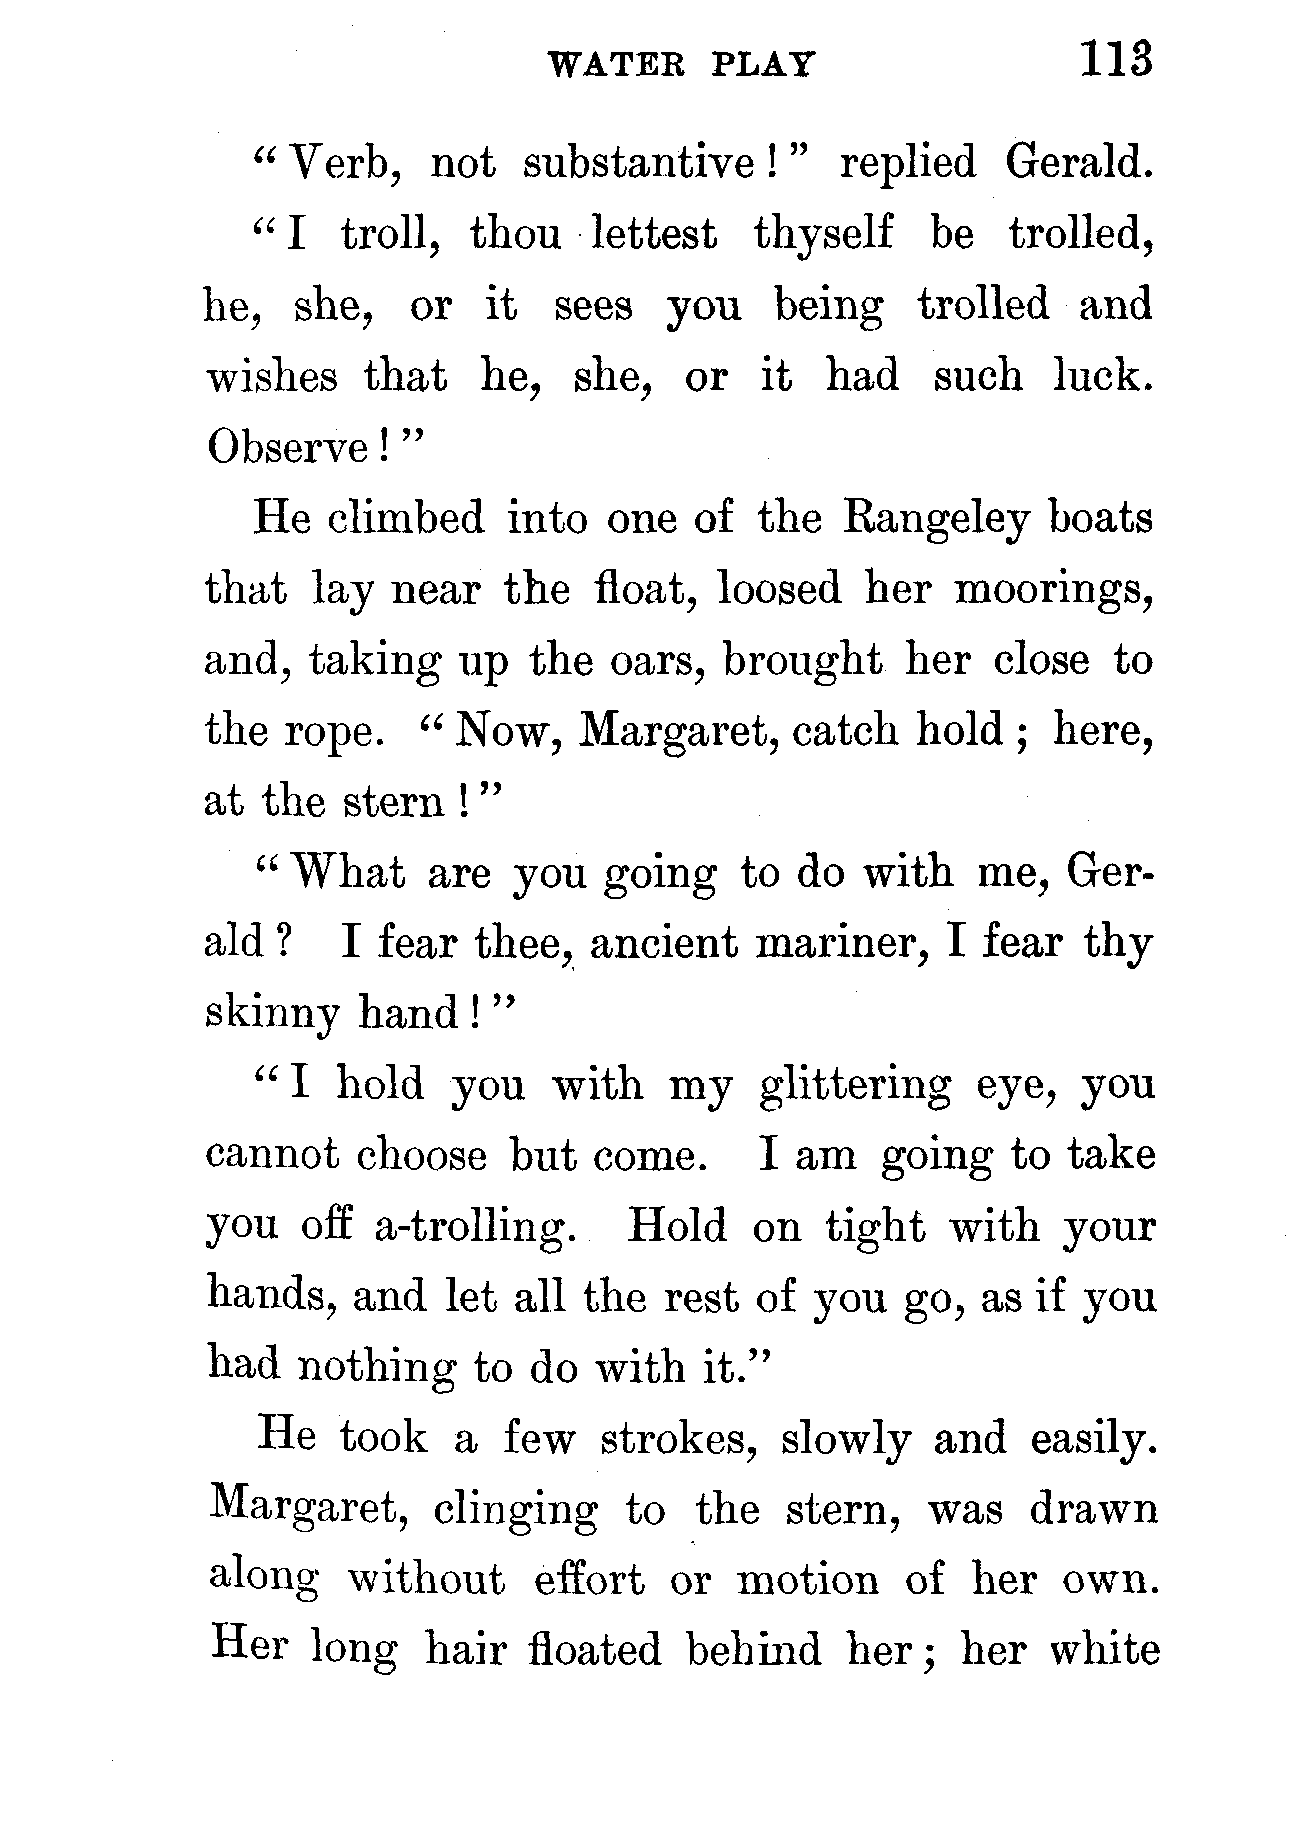 WATER PLAY 113
“ Verb, not substantive ! ” replied Gerald.
“ I troll, thou lettest thyself be trolled,
he, she, or it sees you being trolled and
wishes that he, she, or it had such luck.
Observe ! ”
He climbed into one of the Rangeley boats
that lay near the float, loosed her moorings,
and, taking up the oars, brought her close to
the rope. “ Now, Margaret, catch hold ; here,
at the stern ! ”
“ What are you going to do with me, Ger-
ald ? I fear thee, ancient mariner, I fear thy
skinny hand ! ”
“ I hold you with my glittering eye, you
cannot choose but come. I am going to take
you off a-trolling. Hold on tight with your
hands, and let all the rest of you go, as if you
had nothing to do with it.”
He took a few strokes, slowly and easily.
Margaret, clinging to the stern, was drawn
along without effort or motion of her own.
Her long hair floated behind her ; her white